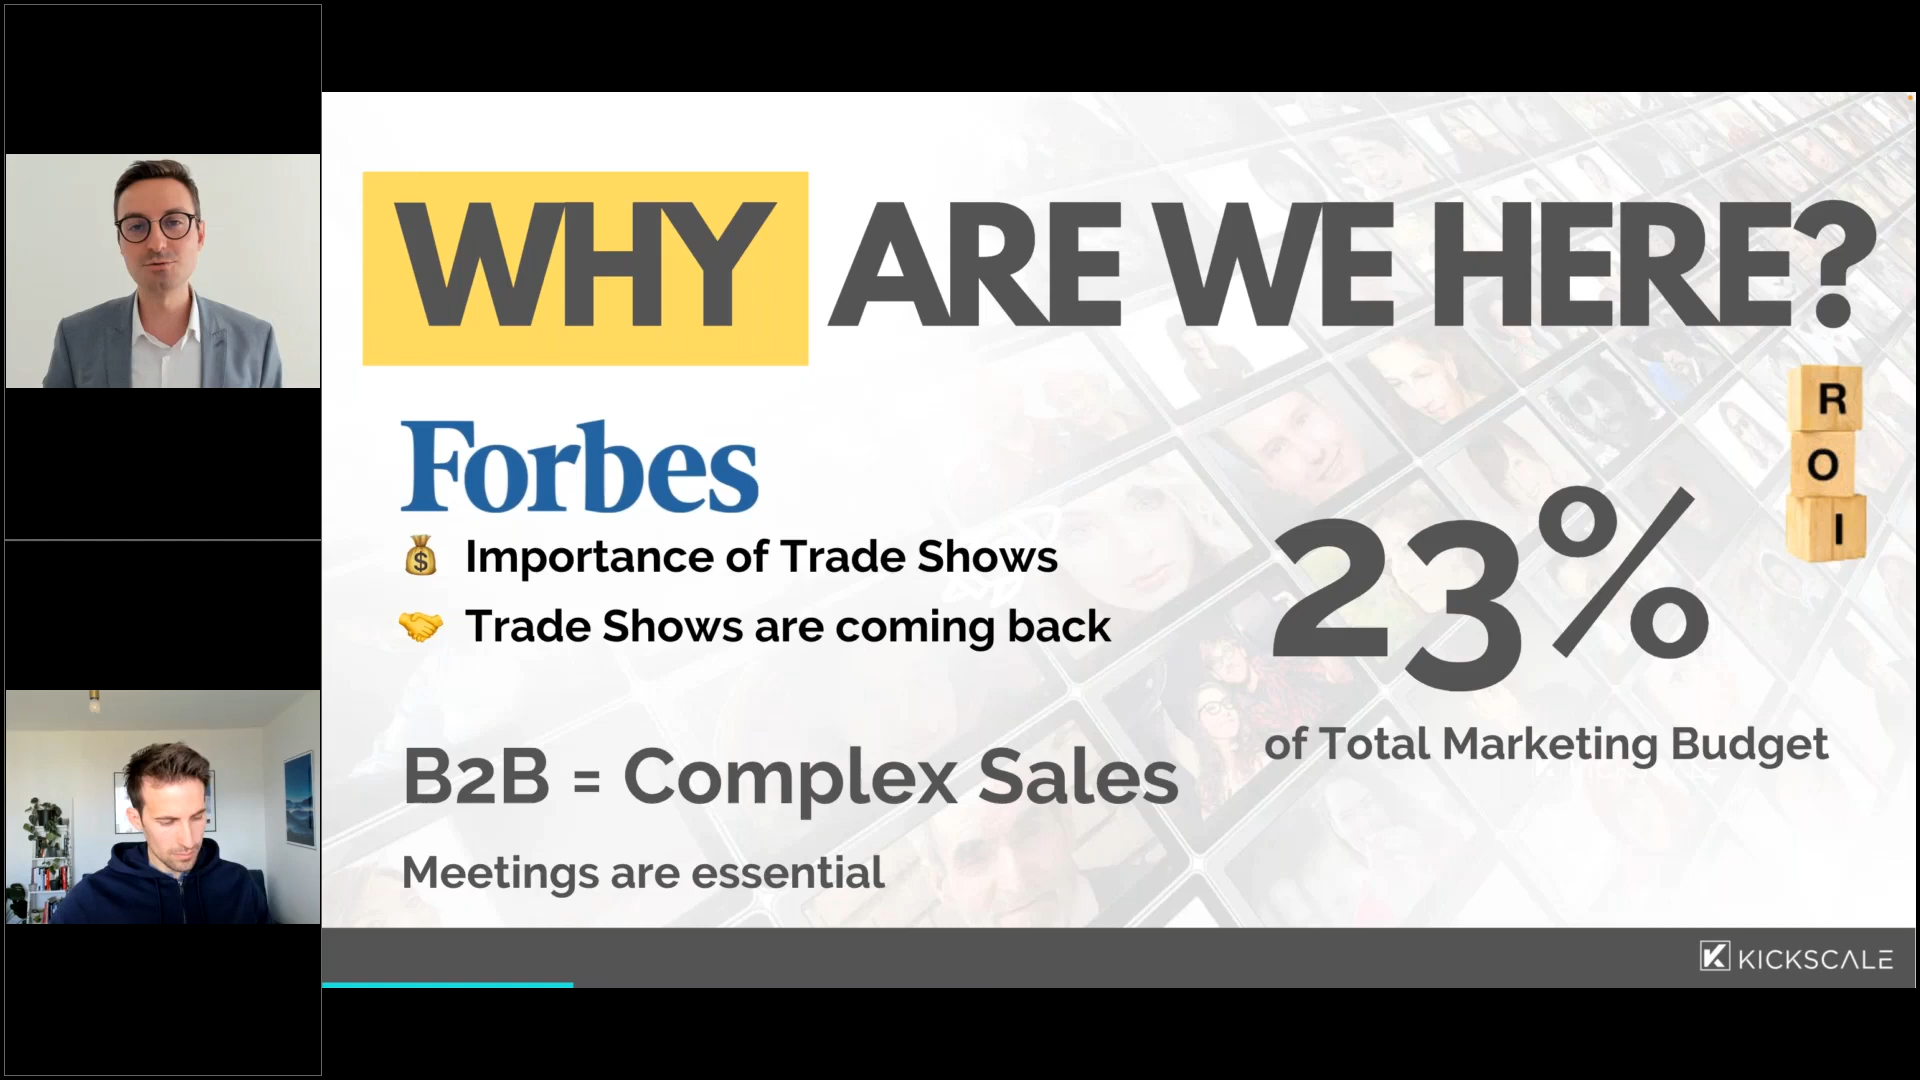 WHY ARE WE HERE?
Forbes
Importance of Trade Shows
Trade Shows are coming back
B2B = Complex Sales
Meetings are essential
R
O
I
23%
of Total Marketing Budget
KICKSCALE